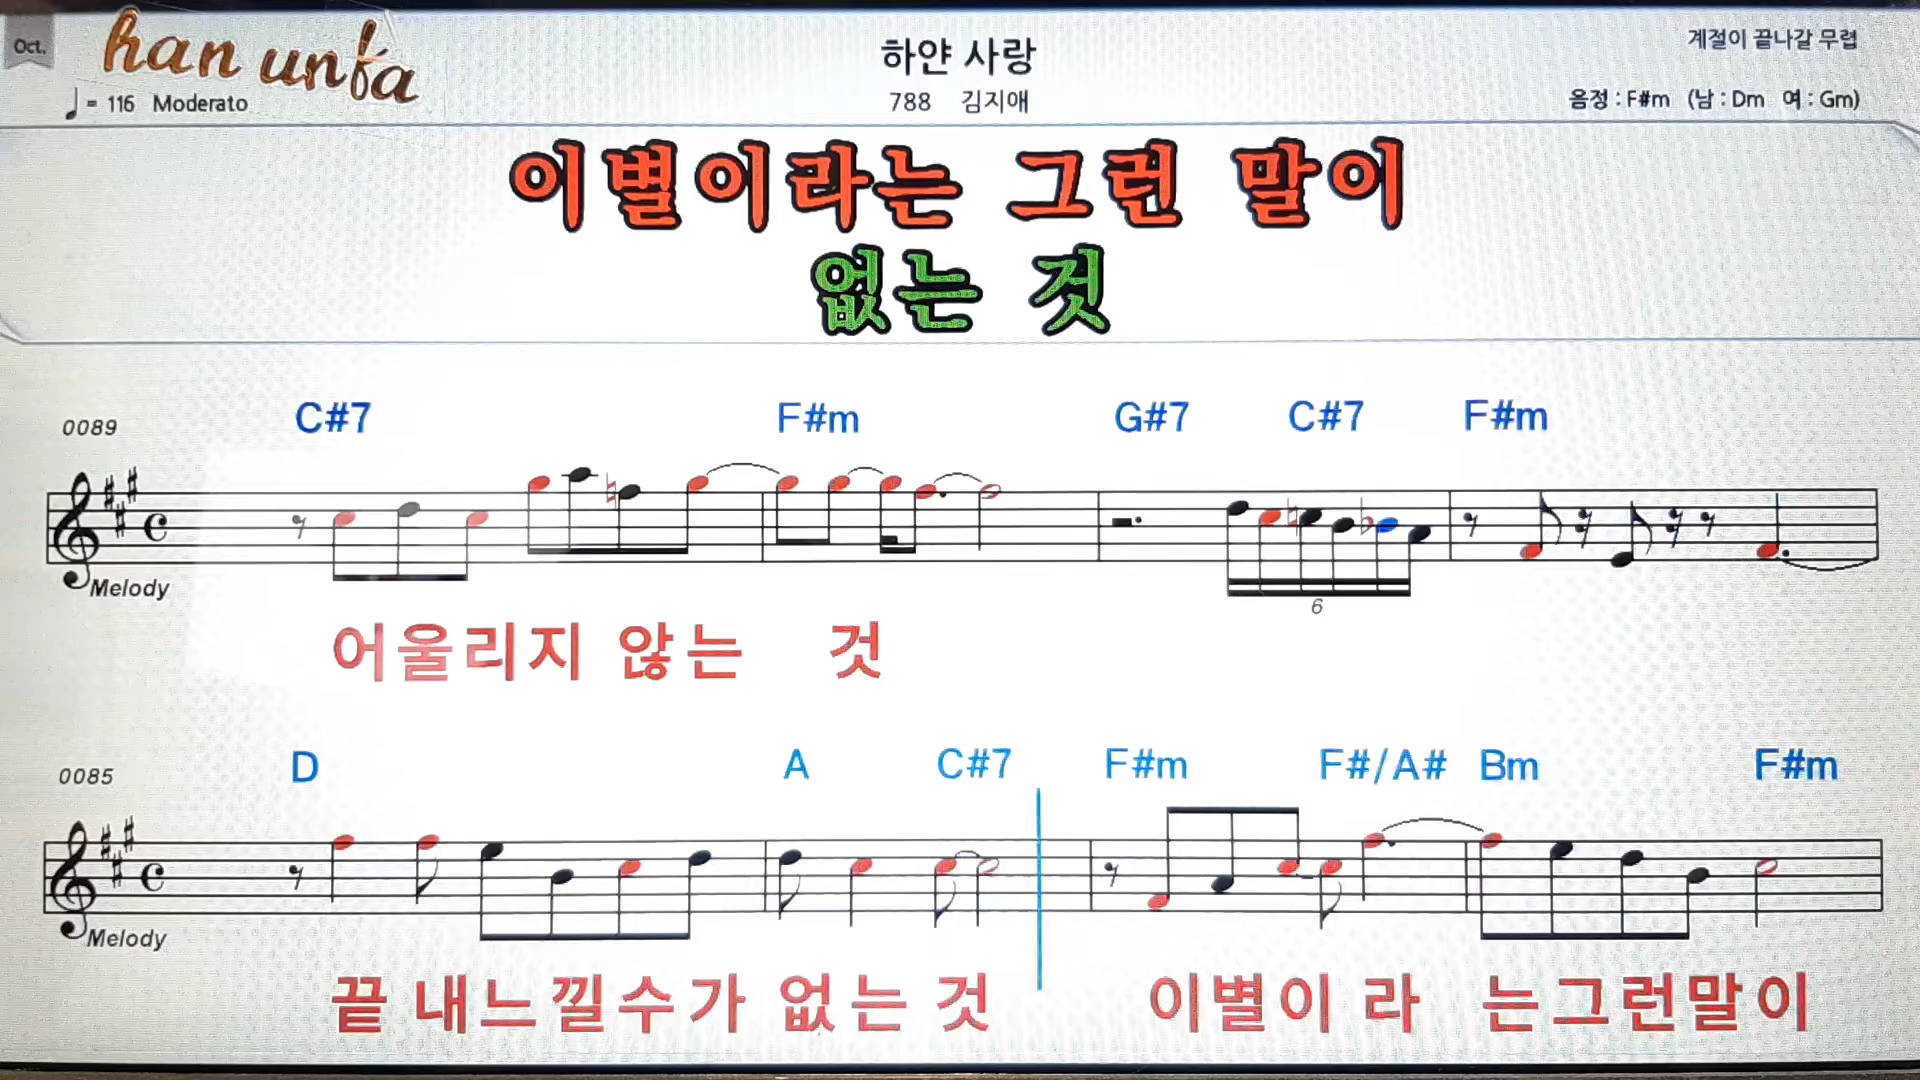 Oct.
han unfa
♩= 116 Moderato
하얀 사랑
788 김지애
계절이 끝나갈 무렵
음정 : F#m (남 : Dm 여 : Gm)
이별이라는 그런 말이
없는 것
0089
C#7 F#m G#7 C#7 F#m
Melody
6
어울리지 않는 것
0085
D A C#7 F#m F#/A# Bm F#m
Melody
끝내느낄수가 없는 것 이별이라 는그런말이